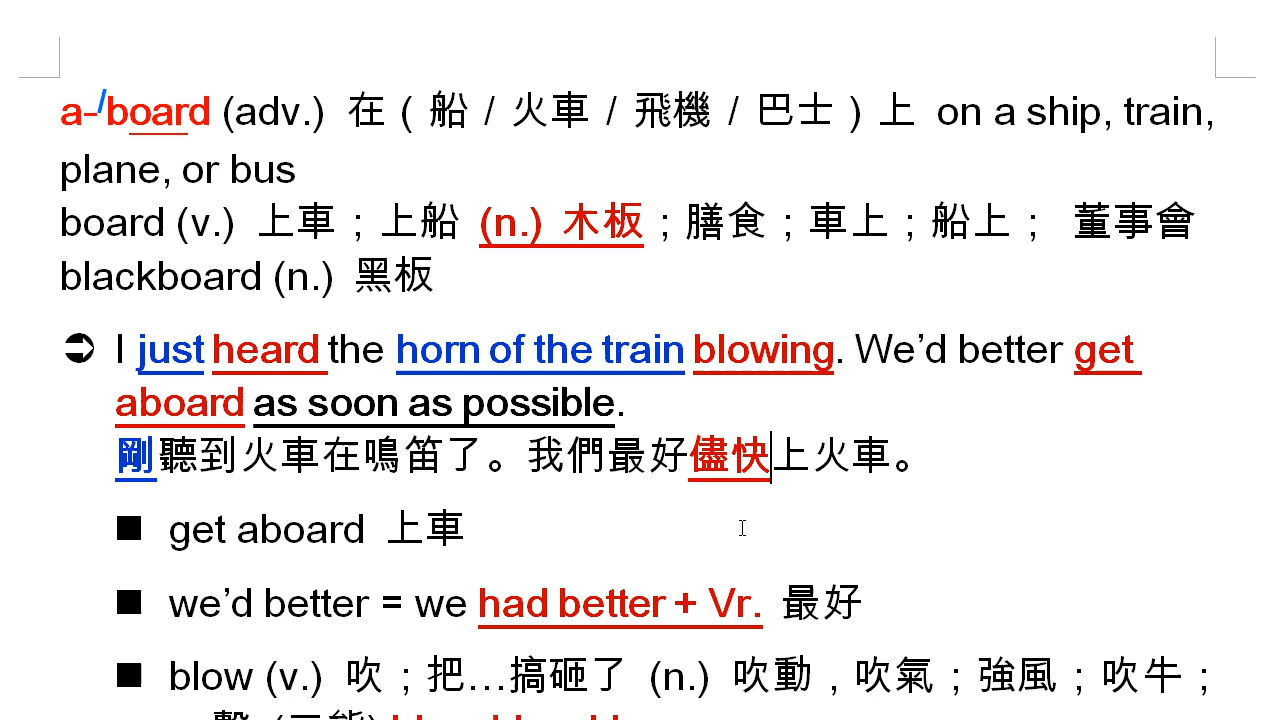 a-/board (adv.) 在（船／火車／飛機／巴士）上 on a ship, train,
plane, or bus
board (v.) 上車；上船 (n.) 木板；膳食；車上；船上； 董事會
blackboard (n.) 黑板
➲ I just heard the horn of the train blowing. We’d better get
aboard as soon as possible.
剛聽到火車在鳴笛了。我們最好儘快上火車。
■ get aboard 上車
■ we’d better = we had better + Vr. 最好
■ blow (v.) 吹；把…搞砸了 (n.) 吹動，吹氣；強風；吹牛；